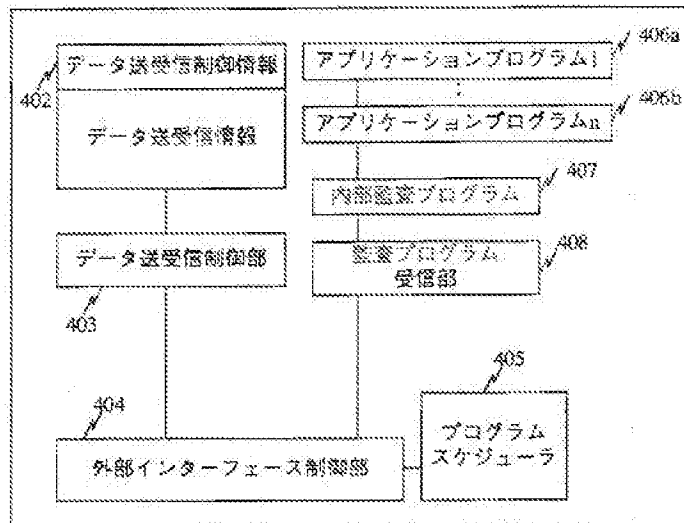 データ送受信制御情報
402
データ送受信情報
データ送受信制御部
403
アプリケーションプログラム1
406a
アプリケーションプログラムn
406b
内部監査プログラム
407
監査プログラム
受信部
408
404
外部インターフェース制御部
405
プログラム
スケジューラ